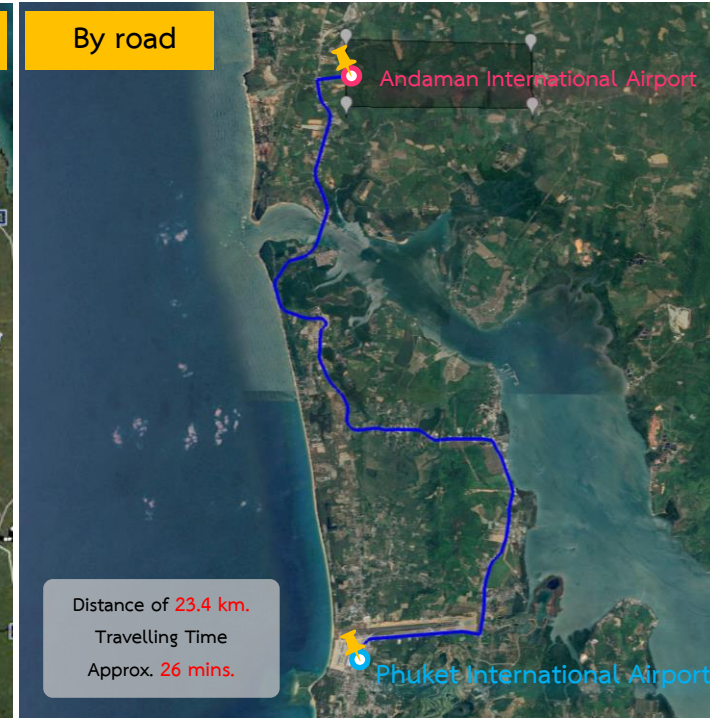 By road
Andaman International Airport
Distance of 23.4 km.
Travelling Time
Approx. 26 mins.
Phuket International Airport